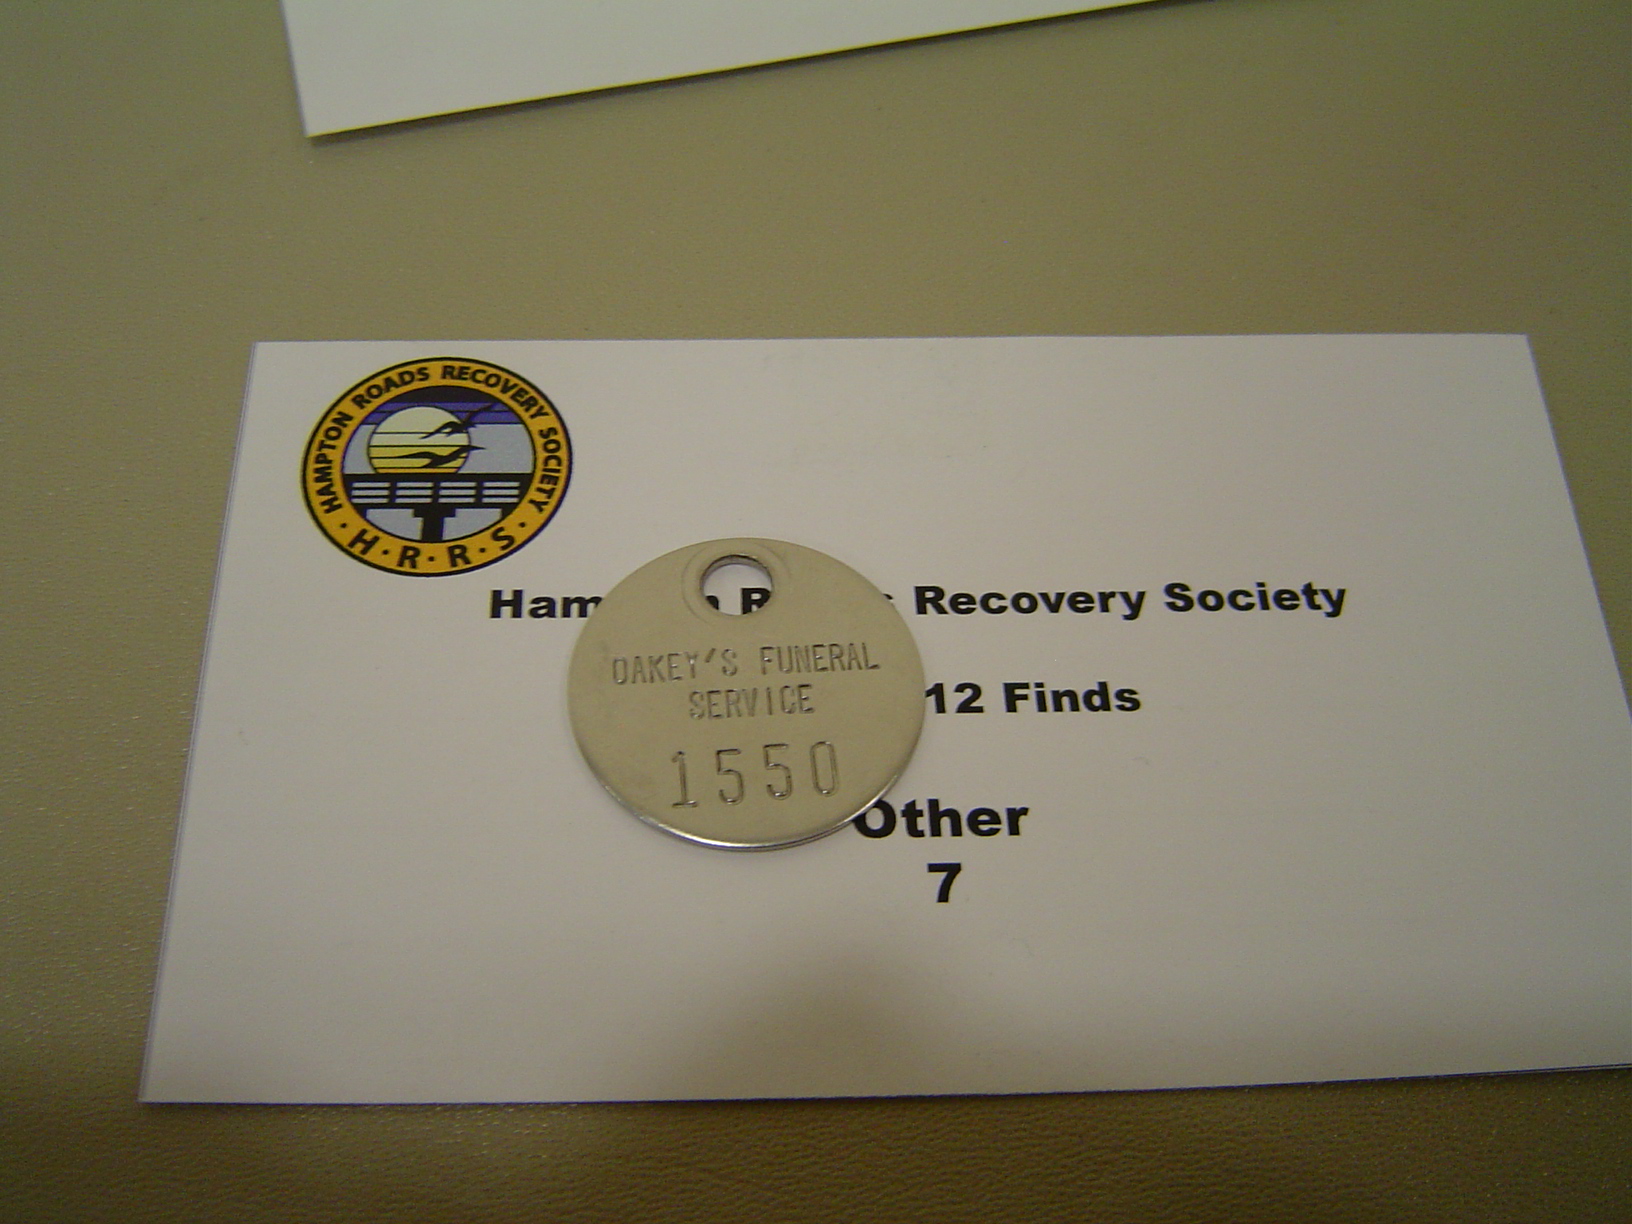 HAMPTON ROADS RECOVERY SOCIETY
· H · R · R · S ·
Ham R s Recovery Society
12 Finds
Other
7
OAKEY'S FUNERAL
SERVICE
1550